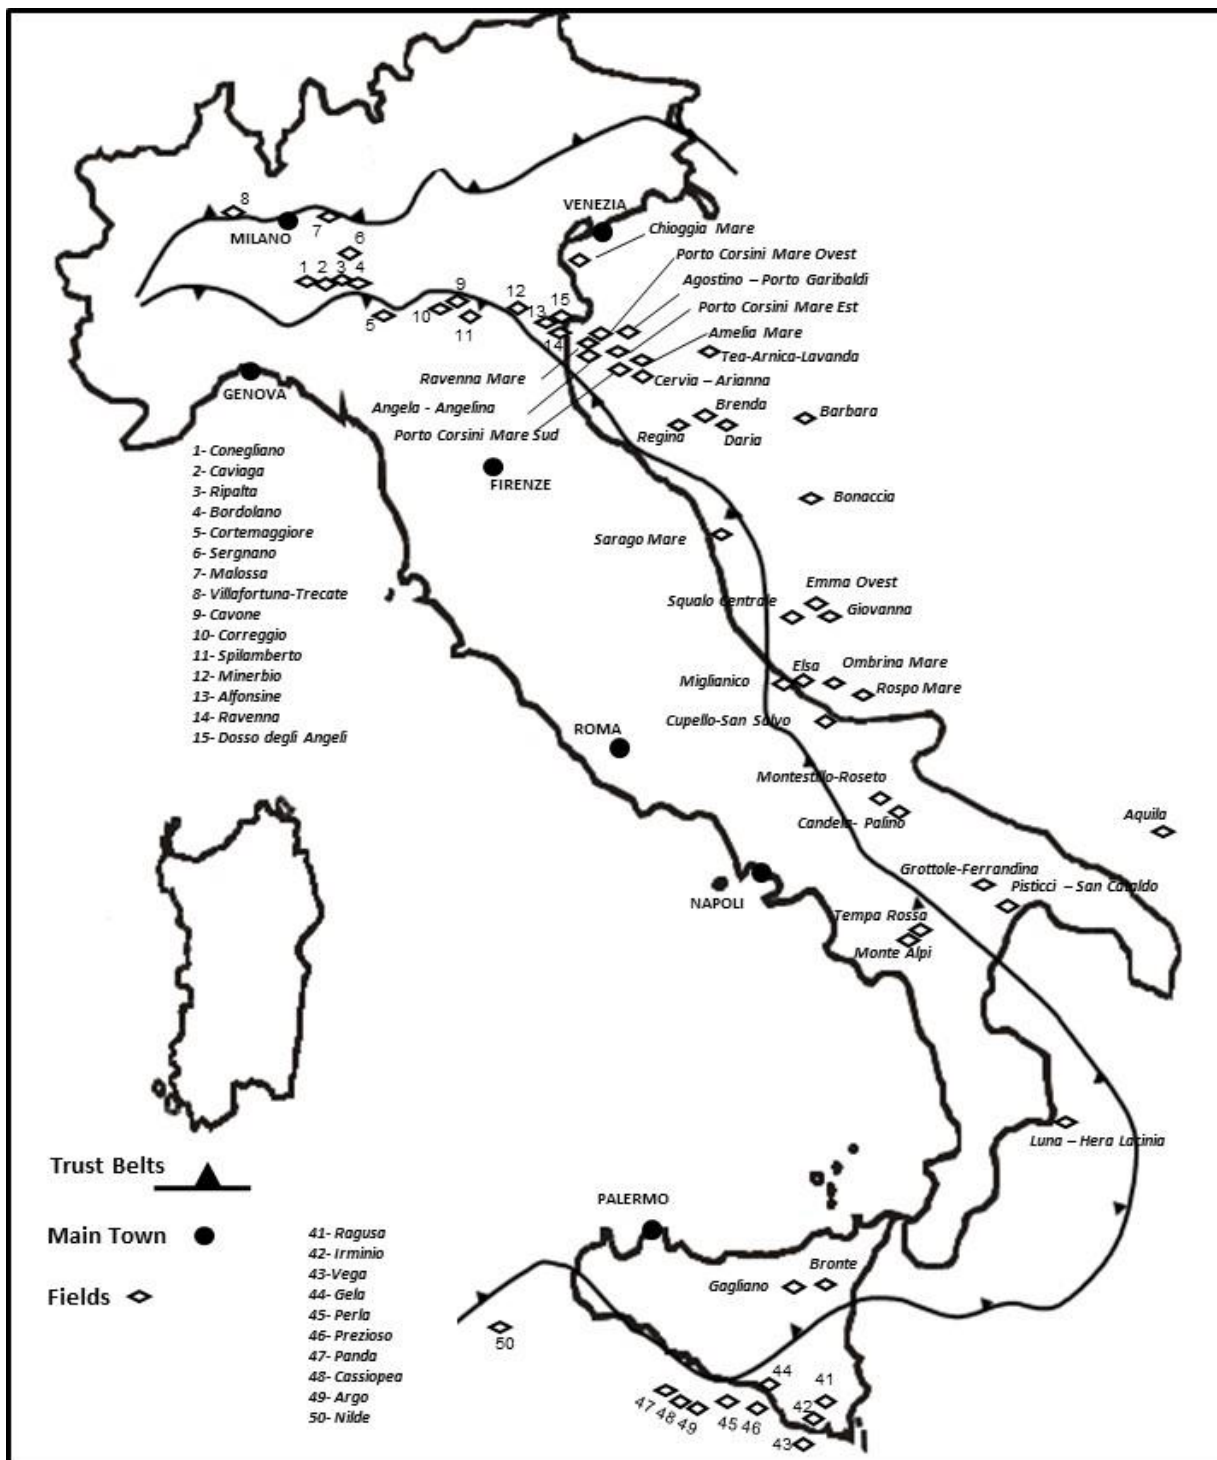 8
VENEZIA
MILANO
7
Chioggia Mare
6
Porto Corsini Mare Ovest
1 2 3 4
Agostino – Porto Garibaldi
9
12
15
13
Porto Corsini Mare Est
5
10
11
14
Amelia Mare
Tea-Arnica-Lavanda
GENOVA
Ravenna Mare
Cervia – Arianna
Angela - Angelina
Brenda
Barbara
Porto Corsini Mare Sud
Regina
Daria
FIRENZE
Bonaccia
1- Conegliano
2- Caviaga
3- Ripalta
4- Bordolano
5- Cortemaggiore
6- Sergnano
7- Malossa
8- Villafortuna-Trecate
9- Cavone
10- Correggio
11- Spilamberto
12- Minerbio
13- Alfonsine
14- Ravenna
15- Dosso degli Angeli
Sarago Mare
Emma Ovest
Squalo Centrale
Giovanna
Elsa
Ombrina Mare
Miglianico
Rospo Mare
Cupello-San Salvo
ROMA
Montestillo-Roseto
Candela- Palino
Aquila
Grottole-Ferrandina
Pisticci – San Cataldo
NAPOLI
Tempa Rossa
Monte Alpi
Luna – Hera Lacinia
Trust Belts
Main Town
Fields
PALERMO
Bronte
Gagliano
41- Ragusa
42- Irminio
43-Vega
44- Gela
45- Perla
46- Prezioso
47- Panda
48- Cassiopea
49- Argo
50- Nilde
50
44
41
47
48
49
45
46
42
43